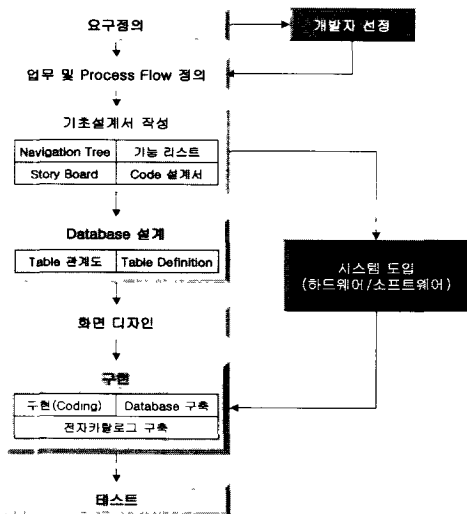 요구정의
개발자 선정
업무 및 Process Flow 정의
기초설계서 작성
Navigation Tree
기능 리스트
Story Board
Code 설계서
Database 설계
Table 관계도
Table Definition
시스템 도입
(하드웨어/소프트웨어)
화면 디자인
구현
구현(Coding)
Database 구축
전자카탈로그 구축
테스트